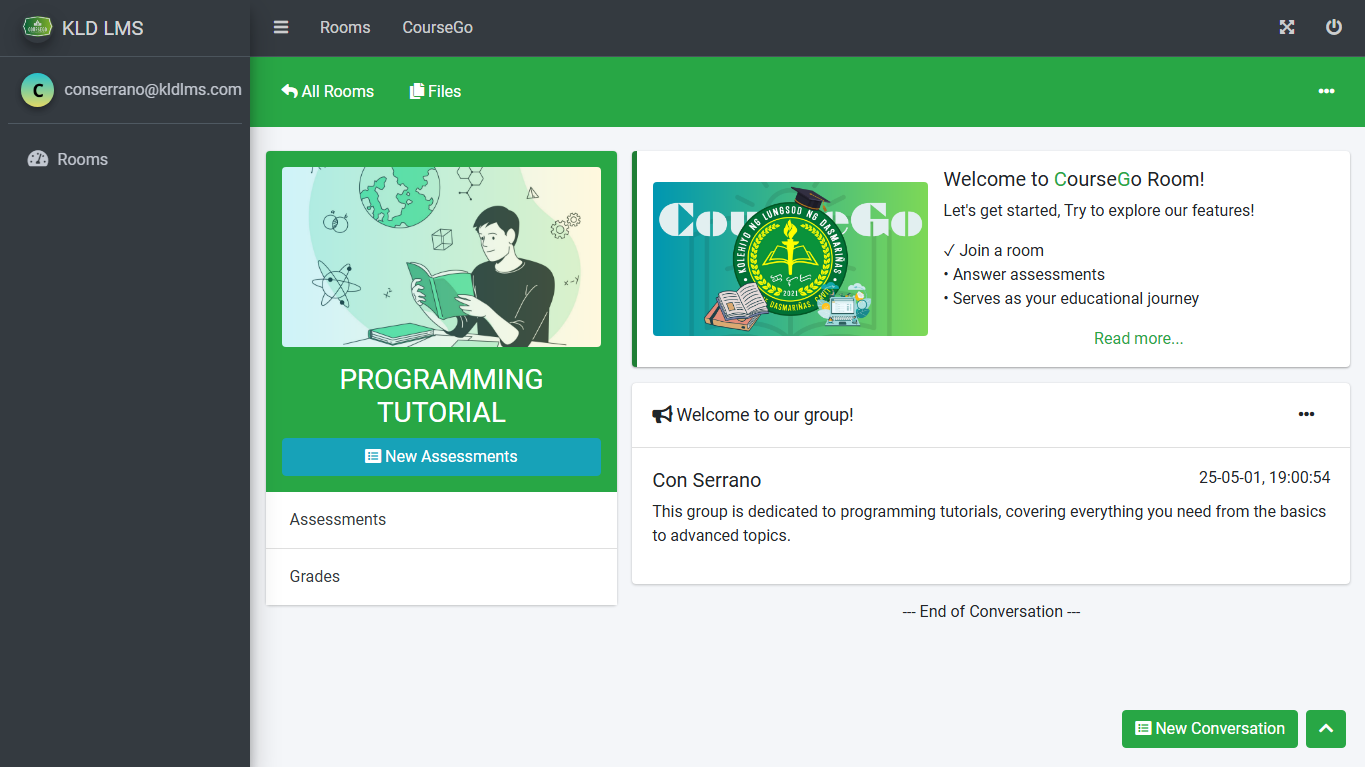 KLD LMS
Rooms
CourseGo
C
conserrano@kldlms.com
Rooms
All Rooms
Files
PROGRAMMING
TUTORIAL
New Assessments
Assessments
Grades
KOLEHIYO NG LUNGSOD NG DASMARIÑAS
2021
Welcome to CourseGo Room!
Let's get started, Try to explore our features!
✓ Join a room
• Answer assessments
• Serves as your educational journey
Read more...
Welcome to our group!
Con Serrano
25-05-01, 19:00:54
This group is dedicated to programming tutorials, covering everything you need from the basics
to advanced topics.
--- End of Conversation ---
New Conversation